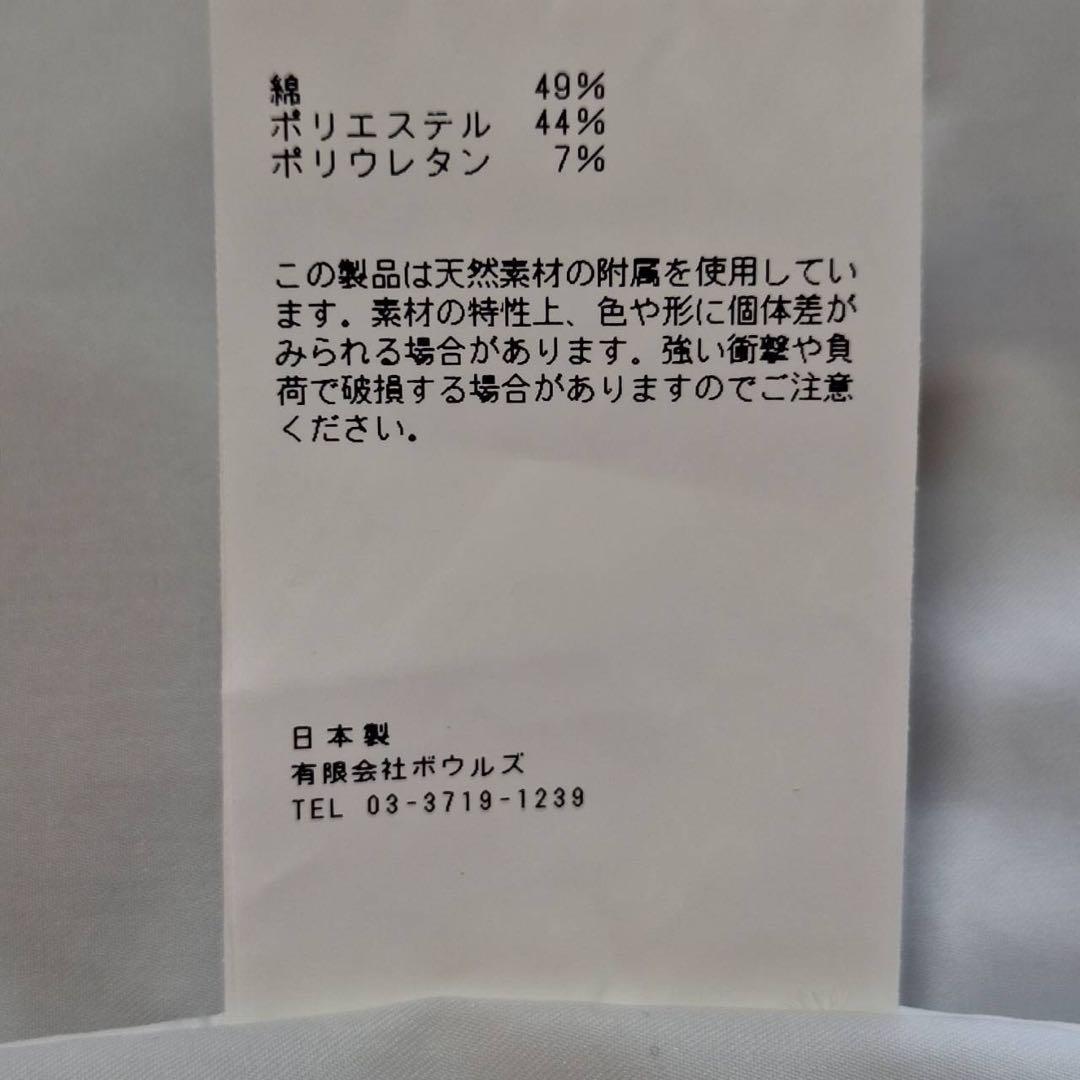 綿 49%
ポリエステル 44%
ポリウレタン 7%
この製品は天然素材の附属を使用してい
ます。素材の特性上、色や形に個体差が
みられる場合があります。強い衝撃や負
荷で破損する場合がありますのでご注意
ください。
日本製
有限会社ボウルズ
TEL 03-3719-1239